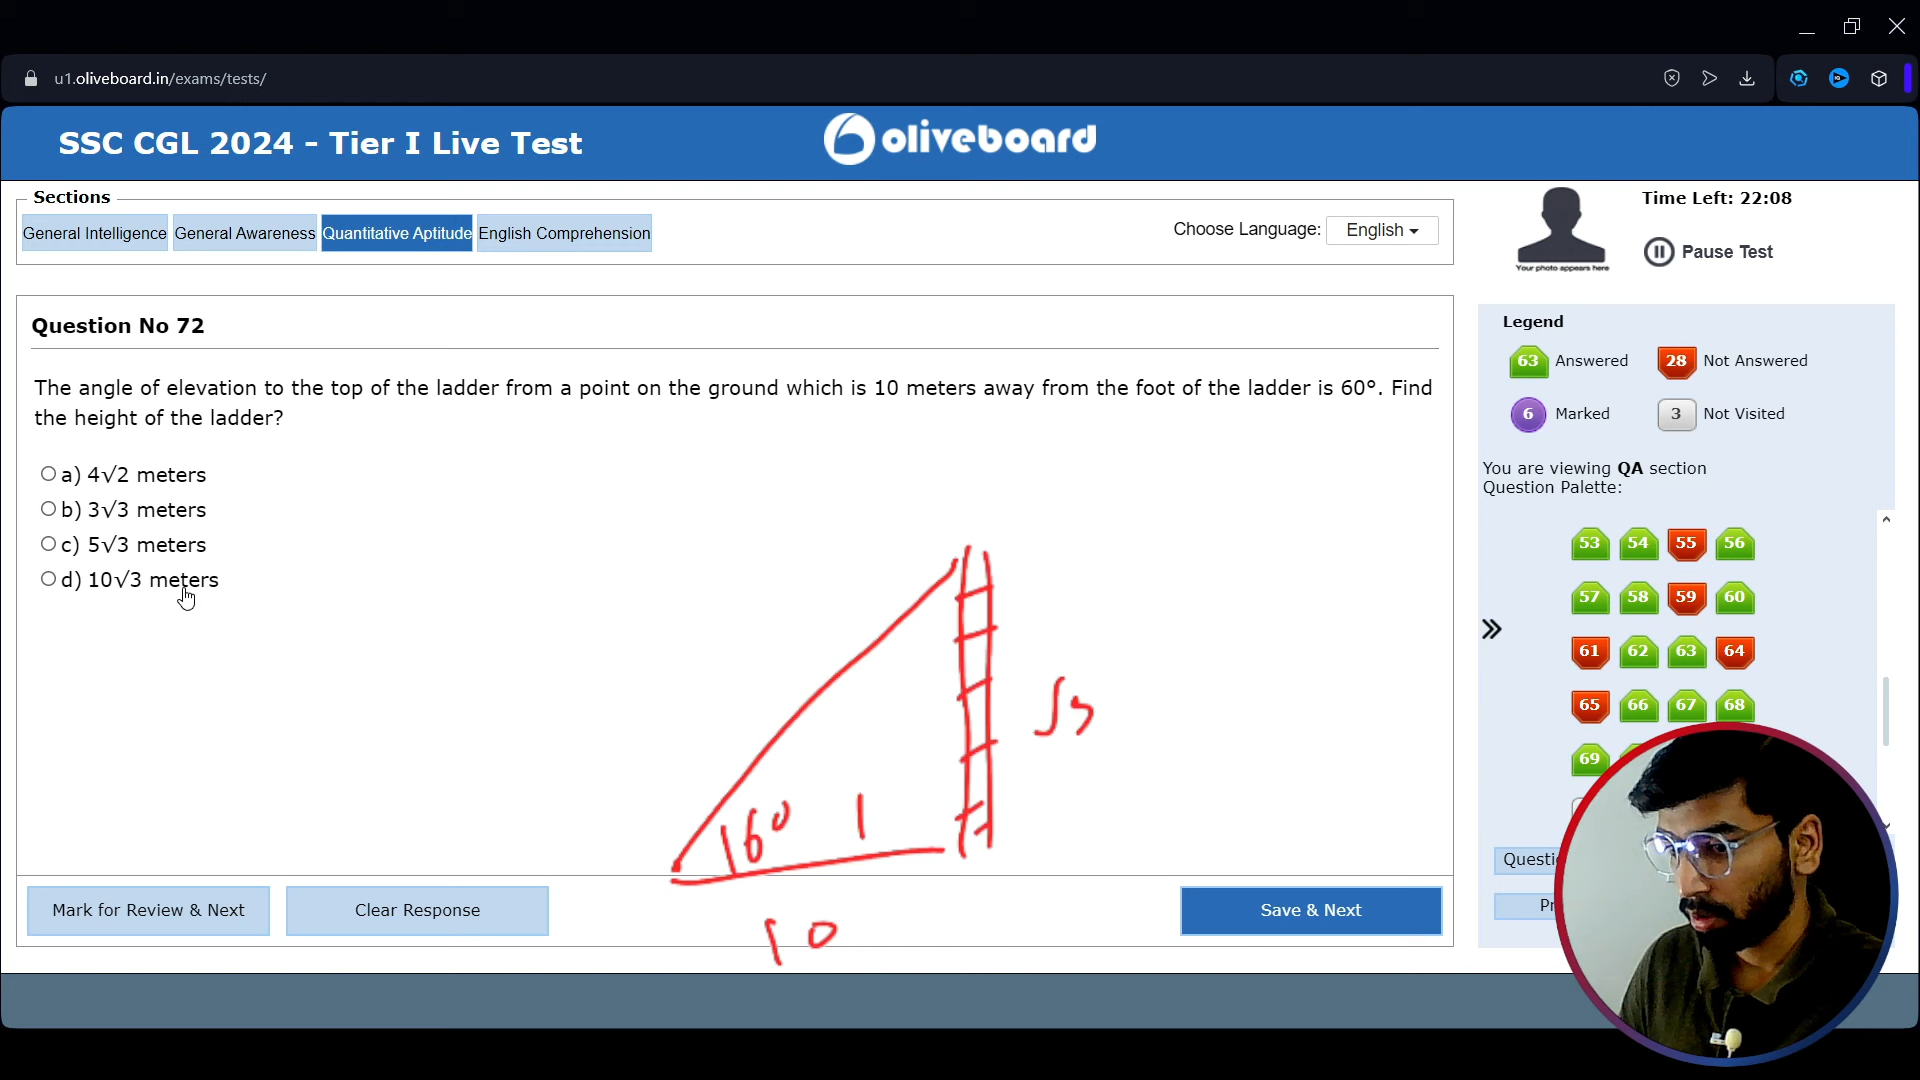 u1.oliveboard.in/exams/tests/
SSC CGL 2024 - Tier I Live Test
oliveboard
Sections
General Intelligence
General Awareness
Quantitative Aptitude
English Comprehension
Choose Language:
English
Your photo appears here
Time Left: 22:08
Pause Test
Question No 72
The angle of elevation to the top of the ladder from a point on the ground which is 10 meters away from the foot of the ladder is 60°. Find
the height of the ladder?
a) 4√2 meters
b) 3√3 meters
c) 5√3 meters
d) 10√3 meters
√3
60
1
10
Mark for Review & Next
Clear Response
Save & Next
Legend
63 Answered
28 Not Answered
6 Marked
3 Not Visited
You are viewing QA section
Question Palette:
53 54 55 56
57 58 59 60
61 62 63 64
65 66 67 68
69